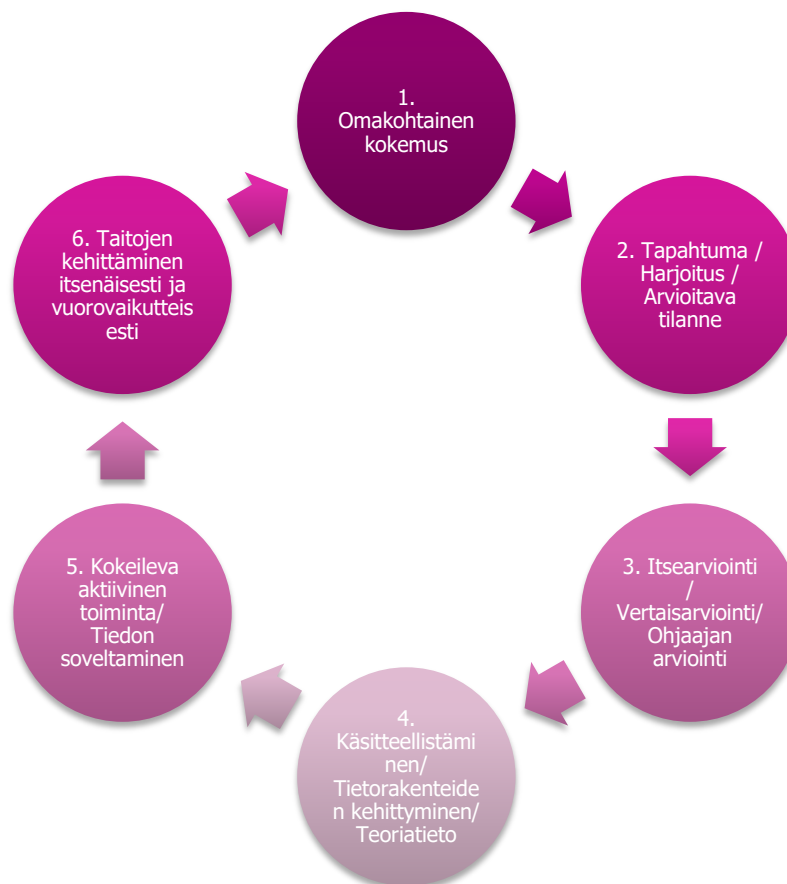 1.
Omakohtainen
kokemus
2. Tapahtuma /
Harjoitus /
Arvioitava
tilanne
3. Itsearviointi
/
Vertaisarviointi/
Ohjaajan
arviointi
4.
Käsitteellistämi
nen/
Tietorakenteide
n kehittyminen/
Teoriatieto
5. Kokeileva
aktiivinen
toiminta/
Tiedon
soveltaminen
6. Taitojen
kehittäminen
itsenäisesti ja
vuorovaikutteis
esti